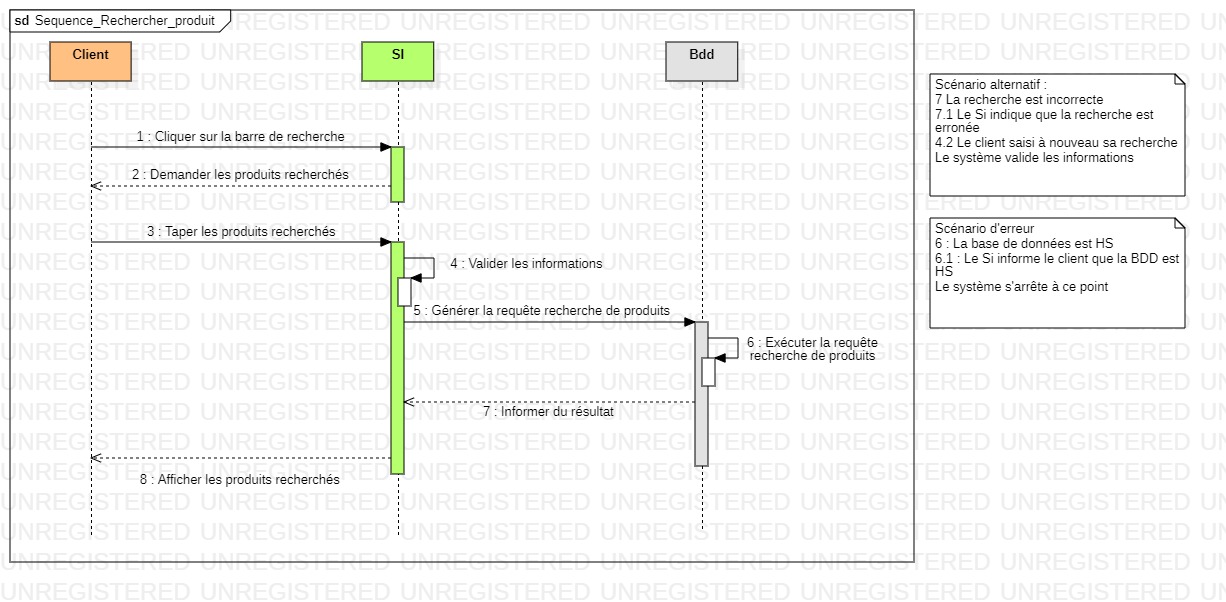 sd Sequence_Rechercher_produit
Client
SI
Bdd
1 : Cliquer sur la barre de recherche
2 : Demander les produits recherchés
3 : Taper les produits recherchés
4 : Valider les informations
5 : Générer la requête recherche de produits
6 : Exécuter la requête
recherche de produits
7 : Informer du résultat
8 : Afficher les produits recherchés
Scénario alternatif :
7 La recherche est incorrecte
7.1 Le Si indique que la recherche est
erronée
4.2 Le client saisi à nouveau sa recherche
Le système valide les informations
Scénario d'erreur
6 : La base de données est HS
6.1 : Le Si informe le client que la BDD est
HS
Le système s'arrête à ce point
UNREGISTERED